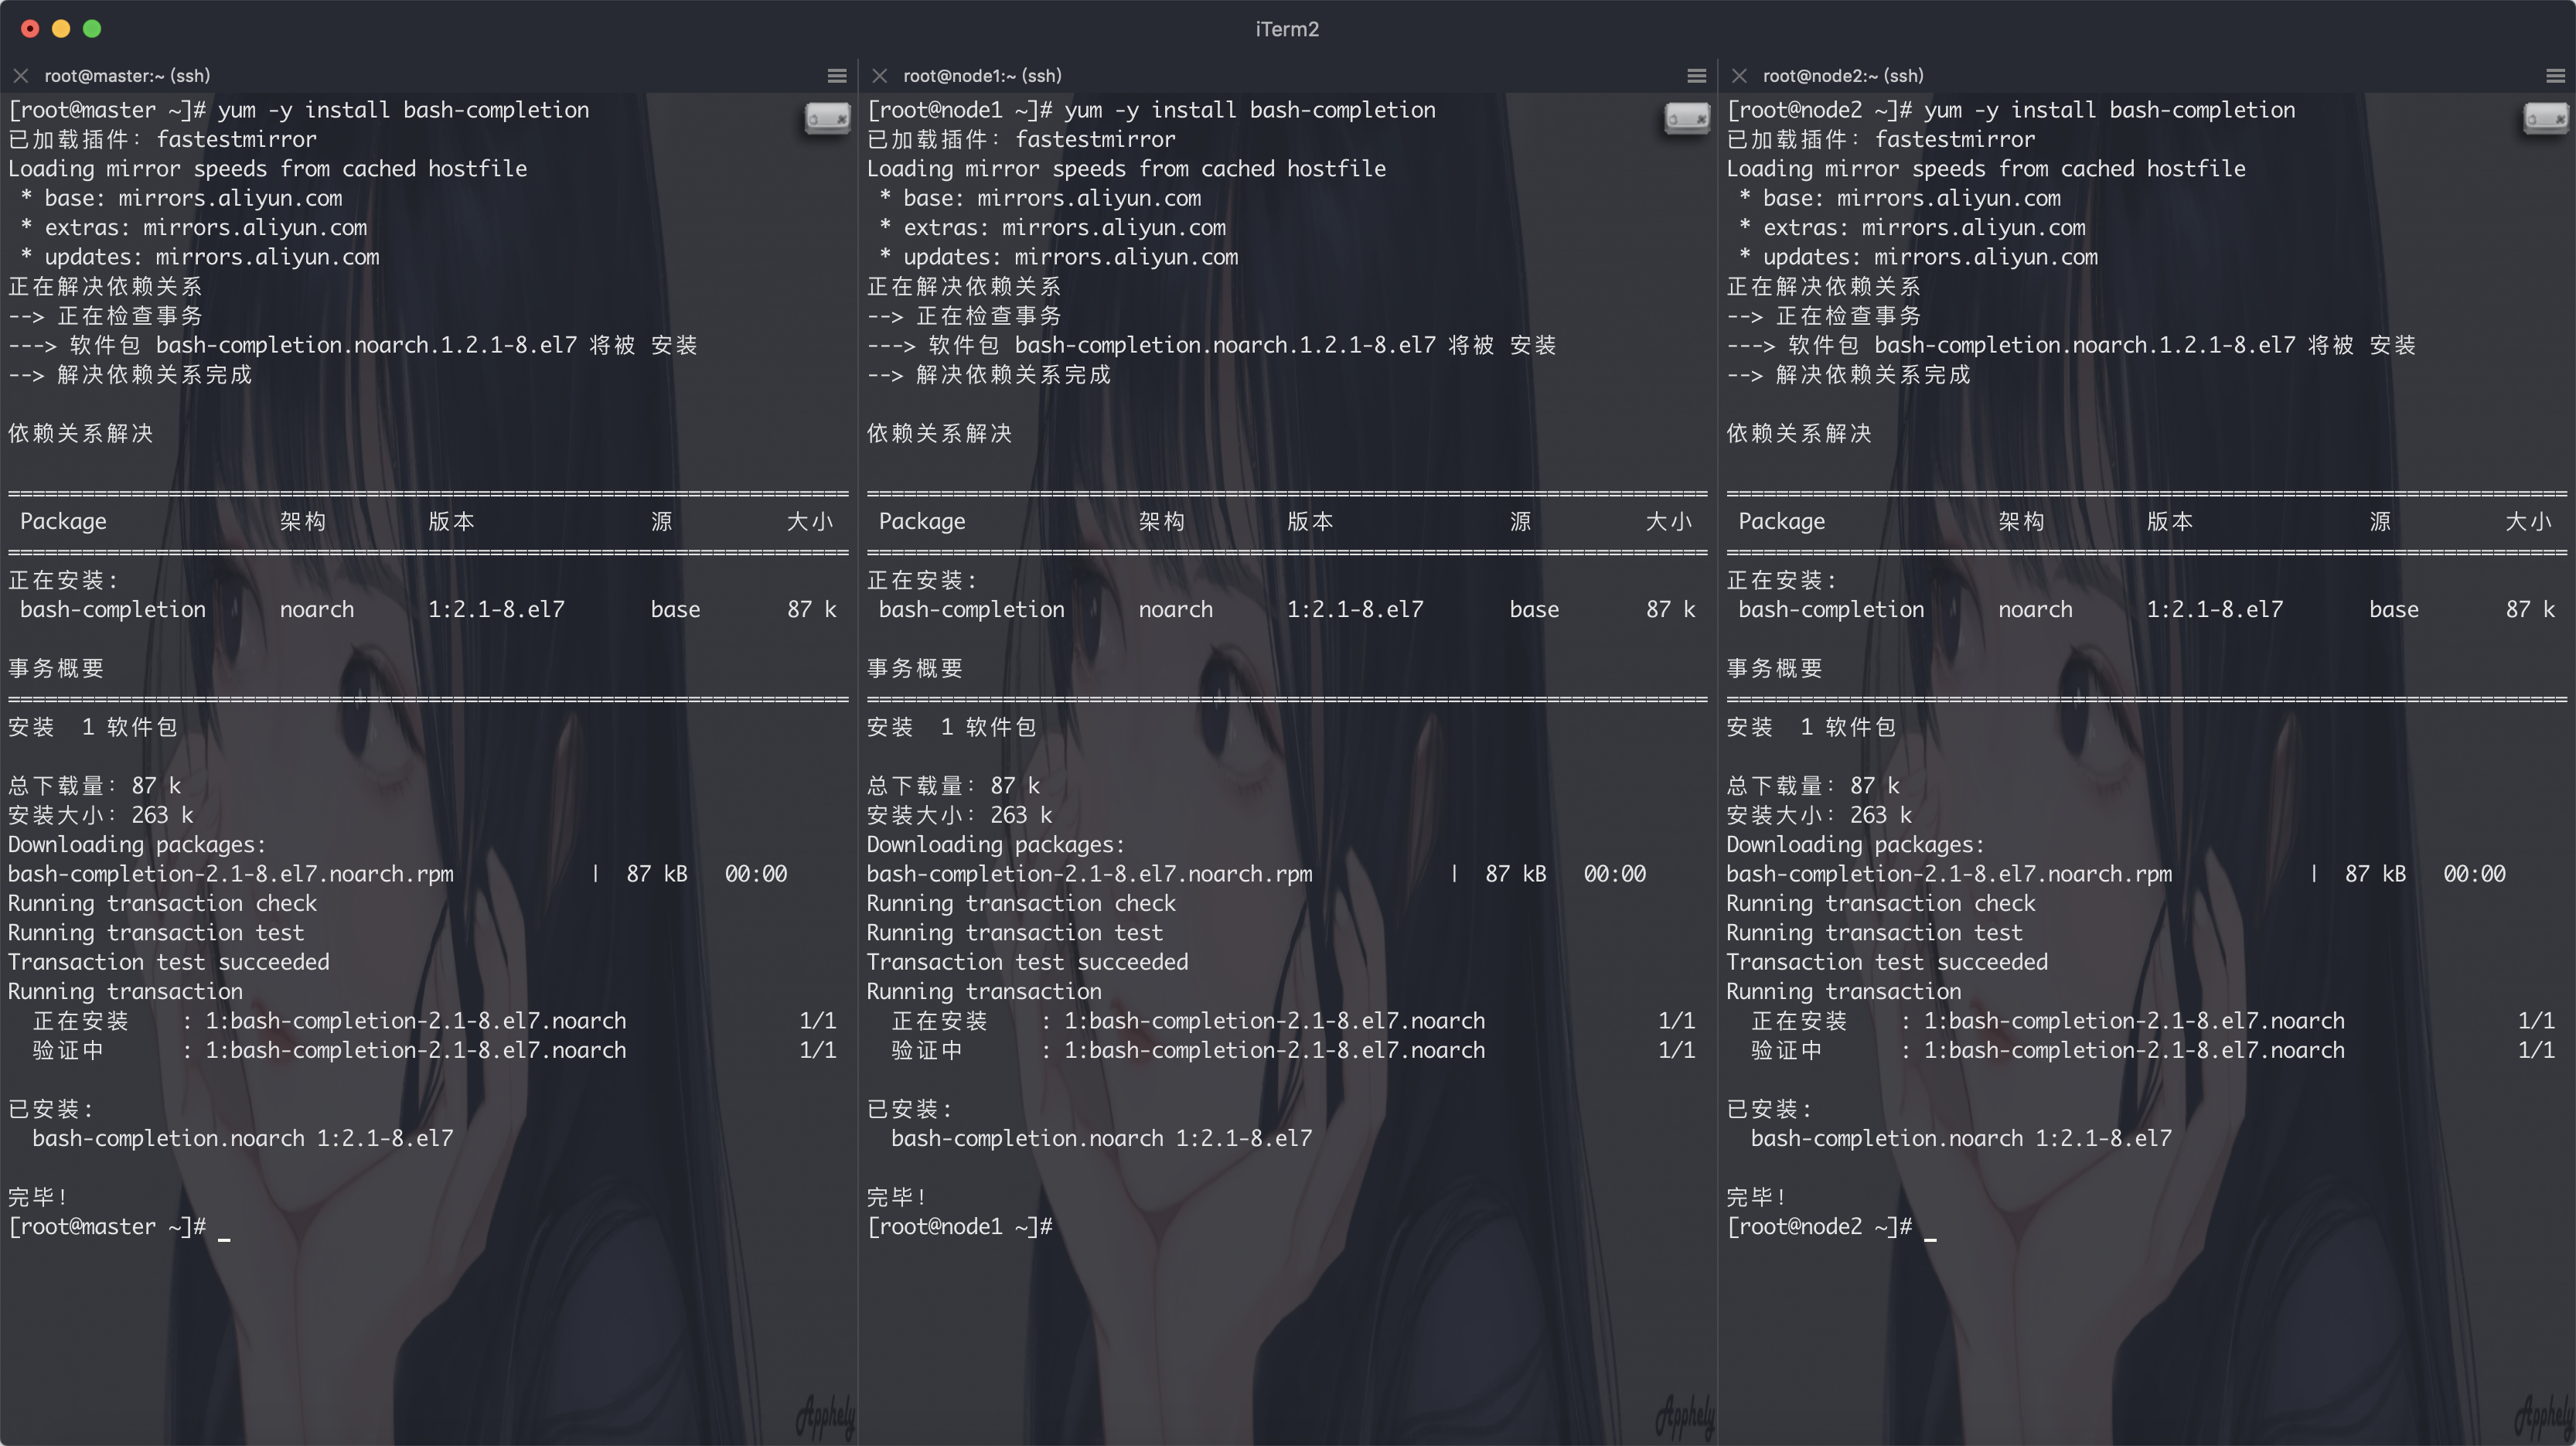 iTerm2
root@master:~ (ssh)
[root@master ~]# yum -y install bash-completion
已加载插件：fastestmirror
Loading mirror speeds from cached hostfile
 * base: mirrors.aliyun.com
 * extras: mirrors.aliyun.com
 * updates: mirrors.aliyun.com
正在解决依赖关系
--> 正在检查事务
---> 软件包 bash-completion.noarch.1.2.1-8.el7 将被 安装
--> 解决依赖关系完成
依赖关系解决
================================================================================
 Package 架构 版本 源 大小
================================================================================
正在安装:
 bash-completion noarch 1:2.1-8.el7 base 87 k
事务概要
================================================================================
安装  1 软件包
总下载量：87 k
安装大小：263 k
Downloading packages:
bash-completion-2.1-8.el7.noarch.rpm | 87 kB 00:00
Running transaction check
Running transaction test
Transaction test succeeded
Running transaction
  正在安装 : 1:bash-completion-2.1-8.el7.noarch 1/1
  验证中 : 1:bash-completion-2.1-8.el7.noarch 1/1
已安装:
  bash-completion.noarch 1:2.1-8.el7
完毕！
[root@master ~]# _
Apphely
root@node1:~ (ssh)
[root@node1 ~]# yum -y install bash-completion
已加载插件：fastestmirror
Loading mirror speeds from cached hostfile
 * base: mirrors.aliyun.com
 * extras: mirrors.aliyun.com
 * updates: mirrors.aliyun.com
正在解决依赖关系
--> 正在检查事务
---> 软件包 bash-completion.noarch.1.2.1-8.el7 将被 安装
--> 解决依赖关系完成
依赖关系解决
================================================================================
 Package 架构 版本 源 大小
================================================================================
正在安装:
 bash-completion noarch 1:2.1-8.el7 base 87 k
事务概要
================================================================================
安装  1 软件包
总下载量：87 k
安装大小：263 k
Downloading packages:
bash-completion-2.1-8.el7.noarch.rpm | 87 kB 00:00
Running transaction check
Running transaction test
Transaction test succeeded
Running transaction
  正在安装 : 1:bash-completion-2.1-8.el7.noarch 1/1
  验证中 : 1:bash-completion-2.1-8.el7.noarch 1/1
已安装:
  bash-completion.noarch 1:2.1-8.el7
完毕！
[root@node1 ~]#
Apphely
root@node2:~ (ssh)
[root@node2 ~]# yum -y install bash-completion
已加载插件：fastestmirror
Loading mirror speeds from cached hostfile
 * base: mirrors.aliyun.com
 * extras: mirrors.aliyun.com
 * updates: mirrors.aliyun.com
正在解决依赖关系
--> 正在检查事务
---> 软件包 bash-completion.noarch.1.2.1-8.el7 将被 安装
--> 解决依赖关系完成
依赖关系解决
================================================================================
 Package 架构 版本 源 大小
================================================================================
正在安装:
 bash-completion noarch 1:2.1-8.el7 base 87 k
事务概要
================================================================================
安装  1 软件包
总下载量：87 k
安装大小：263 k
Downloading packages:
bash-completion-2.1-8.el7.noarch.rpm | 87 kB 00:00
Running transaction check
Running transaction test
Transaction test succeeded
Running transaction
  正在安装 : 1:bash-completion-2.1-8.el7.noarch 1/1
  验证中 : 1:bash-completion-2.1-8.el7.noarch 1/1
已安装:
  bash-completion.noarch 1:2.1-8.el7
完毕！
[root@node2 ~]# _
Apphely